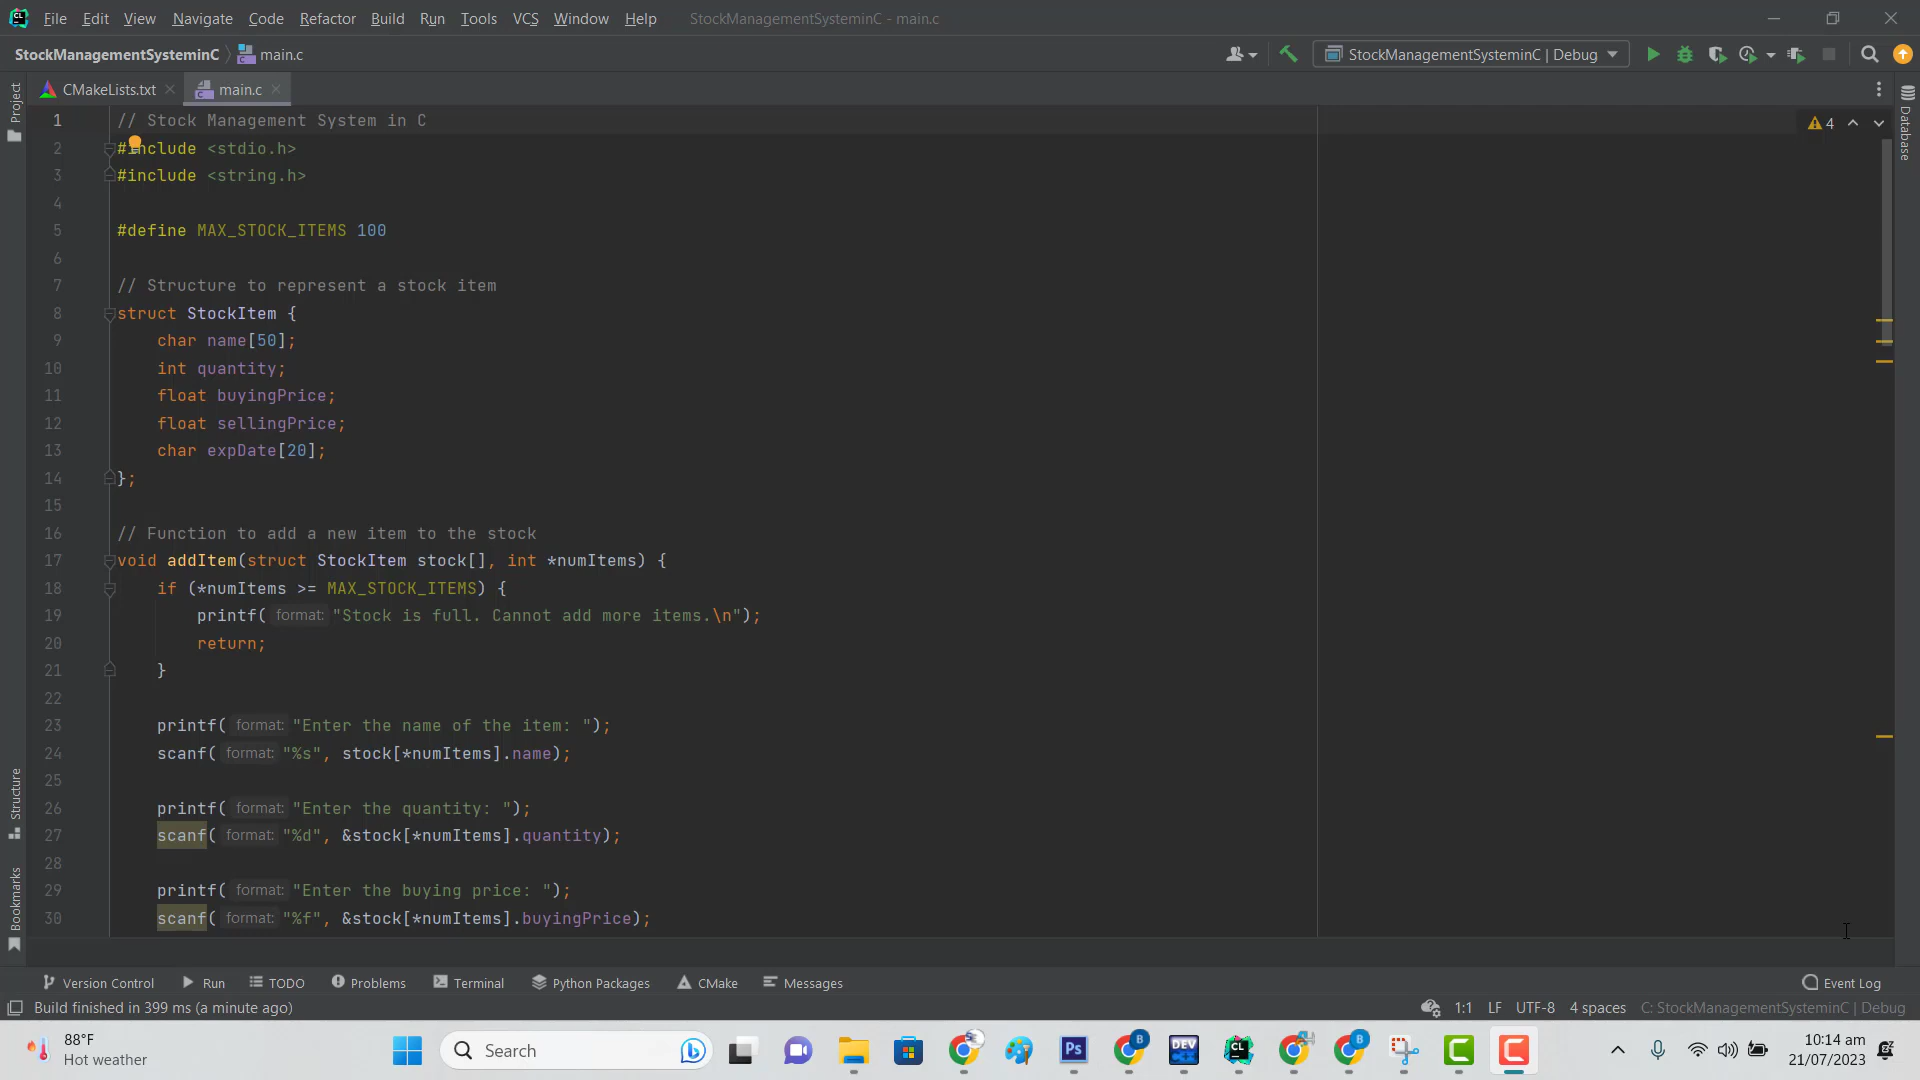 File Edit View Navigate Code Refactor Build Run Tools VCS Window Help StockManagementSysteminC - main.c
StockManagementSysteminC main.c StockManagementSysteminC | Debug
CMakeLists.txt main.c
Project
Database
4
1 // Stock Management System in C
2 #include <stdio.h>
3 #include <string.h>
4
5 #define MAX_STOCK_ITEMS 100
6
7 // Structure to represent a stock item
8 struct StockItem {
9 char name[50];
10 int quantity;
11 float buyingPrice;
12 float sellingPrice;
13 char expDate[20];
14 };
15
16 // Function to add a new item to the stock
17 void addItem(struct StockItem stock[], int *numItems) {
18 if (*numItems >= MAX_STOCK_ITEMS) {
19 printf( format: "Stock is full. Cannot add more items.\n");
20 return;
21 }
22
23 printf( format: "Enter the name of the item: ");
24 scanf( format: "%s", stock[*numItems].name);
25
26 printf( format: "Enter the quantity: ");
27 scanf( format: "%d", &stock[*numItems].quantity);
28
29 printf( format: "Enter the buying price: ");
30 scanf( format: "%f", &stock[*numItems].buyingPrice);
Structure
Bookmarks
Version Control Run TODO Problems Terminal Python Packages CMake Messages Event Log
Build finished in 399 ms (a minute ago) 1:1 LF UTF-8 4 spaces C: StockManagementSysteminC | Debug
88°F
Hot weather
Search
B
DEV
CL
B
Ps
C
C
10:14 am
21/07/2023